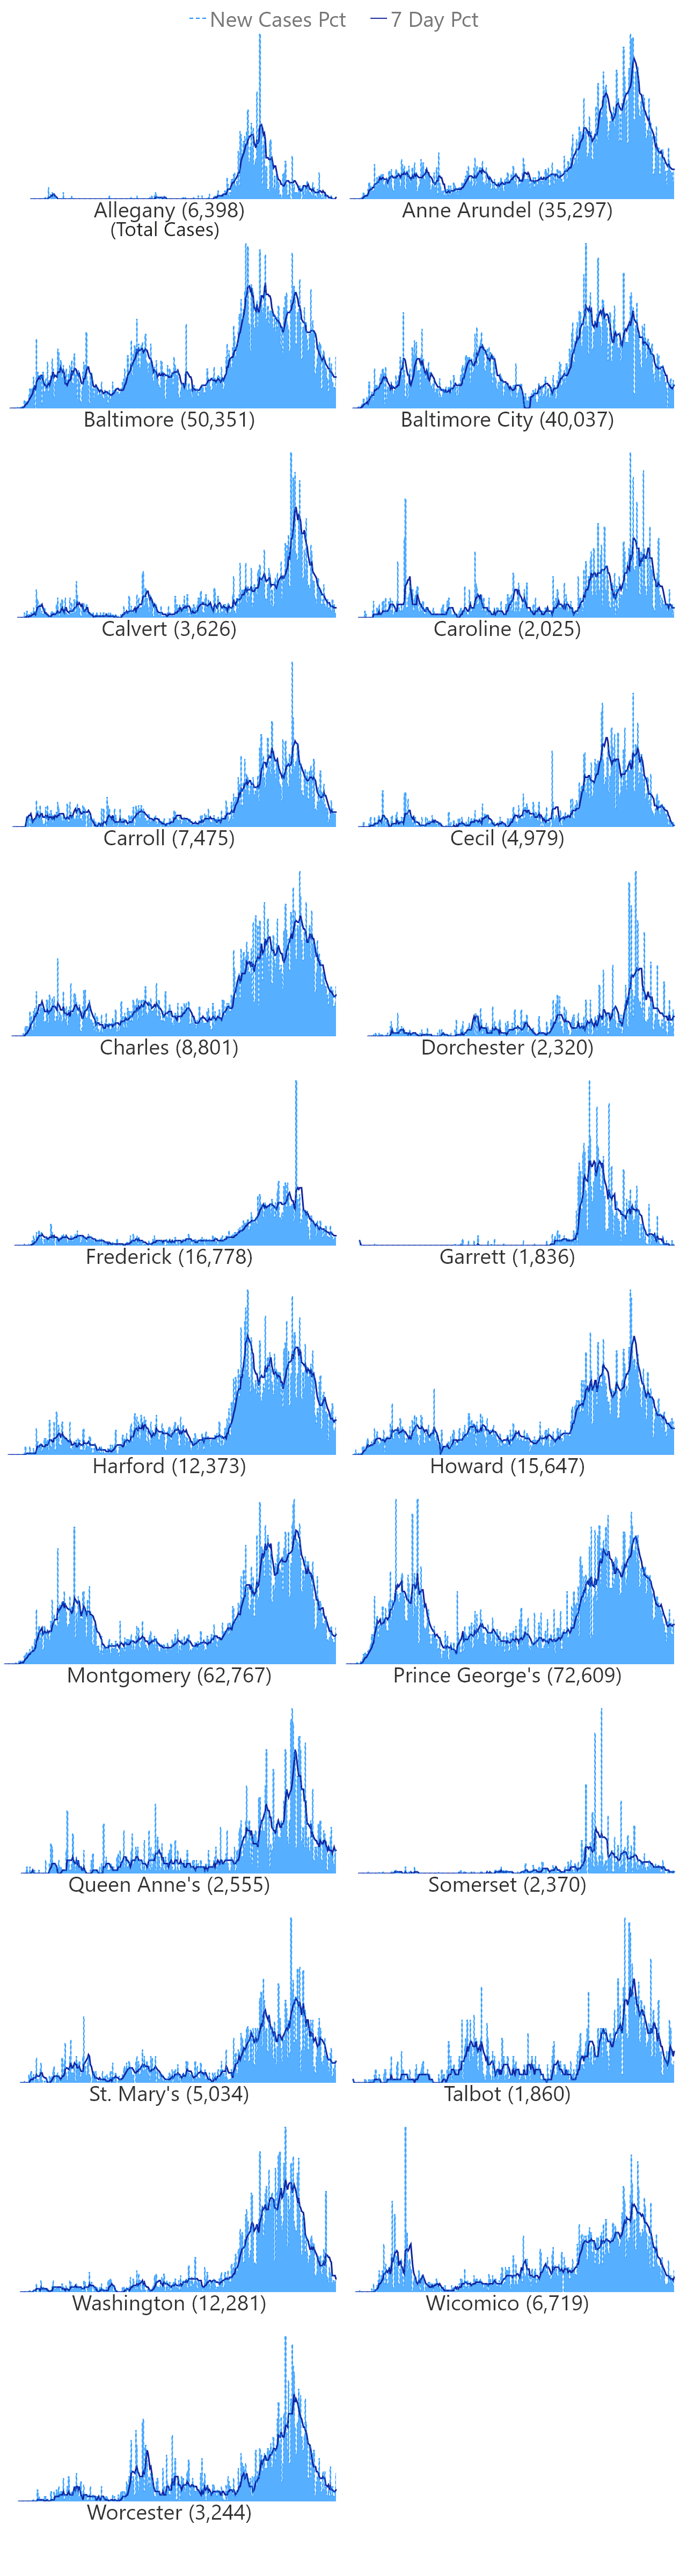 New Cases Pct 7 Day Pct
Allegany (6,398) Anne Arundel (35,297)
(Total Cases)
Baltimore (50,351) Baltimore City (40,037)
Calvert (3,626) Caroline (2,025)
Carroll (7,475) Cecil (4,979)
Charles (8,801) Dorchester (2,320)
Frederick (16,778) Garrett (1,836)
Harford (12,373) Howard (15,647)
Montgomery (62,767) Prince George's (72,609)
Queen Anne's (2,555) Somerset (2,370)
St. Mary's (5,034) Talbot (1,860)
Washington (12,281) Wicomico (6,719)
Worcester (3,244)